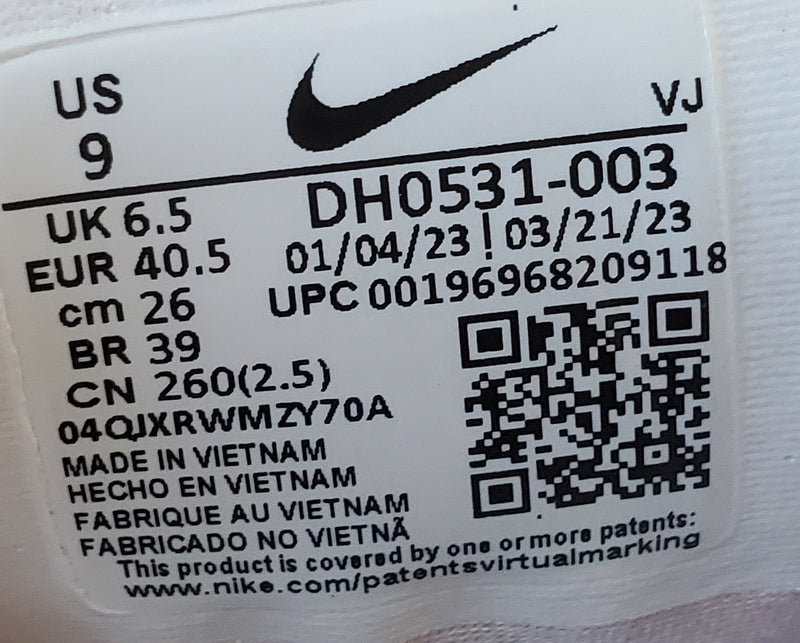 US
9
VJ
UK 6.5
EUR 40.5
cm 26
BR 39
CN 260(2.5)
04QJXRWMZY70A
DH0531-003
01/04/23 | 03/21/23
UPC 00196968209118
MADE IN VIETNAM
HECHO EN VIETNAM
FABRIQUE AU VIETNAM
FABRICADO NO VIETNÃ
This product is covered by one or more patents:
www.nike.com/patentsvirtualmarking